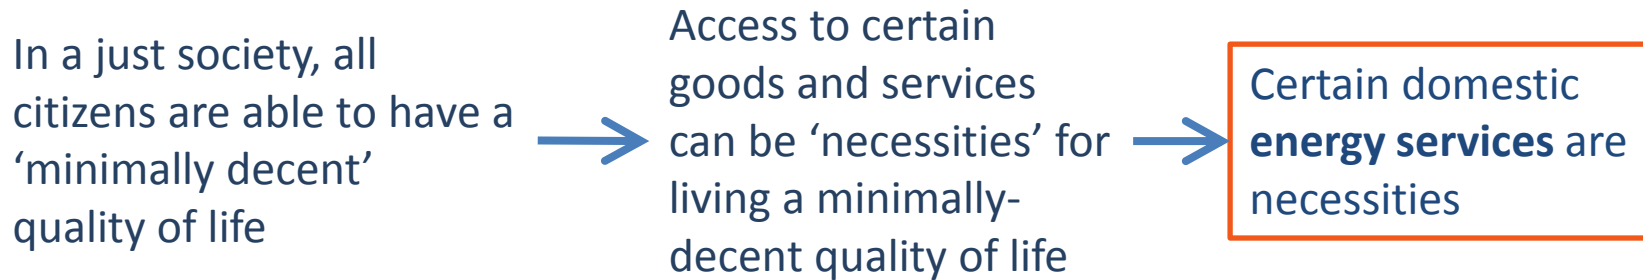 In a just society, all
citizens are able to have a
‘minimally decent’
quality of life
Access to certain
goods and services
can be ‘necessities’ for
living a minimally-
decent quality of life
Certain domestic
energy services are
necessities